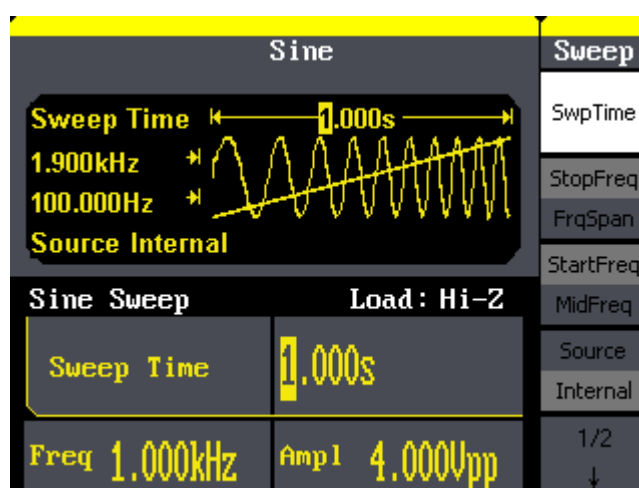 Sine
Sweep
Sweep Time 1.000s
1.900kHz
100.000Hz
Source Internal
Sine Sweep Load: Hi-Z
Sweep Time 1.000s
Freq 1.000kHz Ampl 4.000Vpp
SwpTime
StopFreq
FrqSpan
StartFreq
MidFreq
Source
Internal
1/2
↓